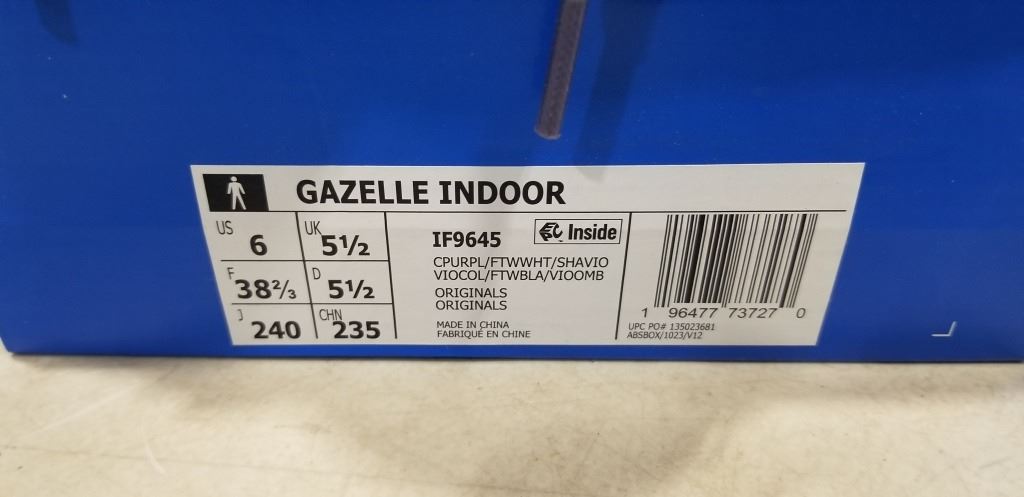 GAZELLE INDOOR
US 6 UK 5½
F 38⅔ D 5½
J 240 CHN 235
IF9645 Inside
CPURPL/FTWWHT/SHAVIO
VIOCOL/FTWBLA/VIOOMB
ORIGINALS
ORIGINALS
MADE IN CHINA
FABRIQUÉ EN CHINE
1 96477 73727 0
UPC PO# 135023681
ABSBOX/1023/V12